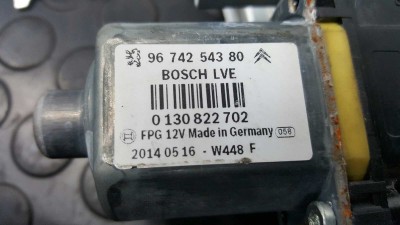 96 742 543 80
BOSCH LVE
0 130 822 702
FPG 12V Made in Germany 058
2014 05 16 - W448 F